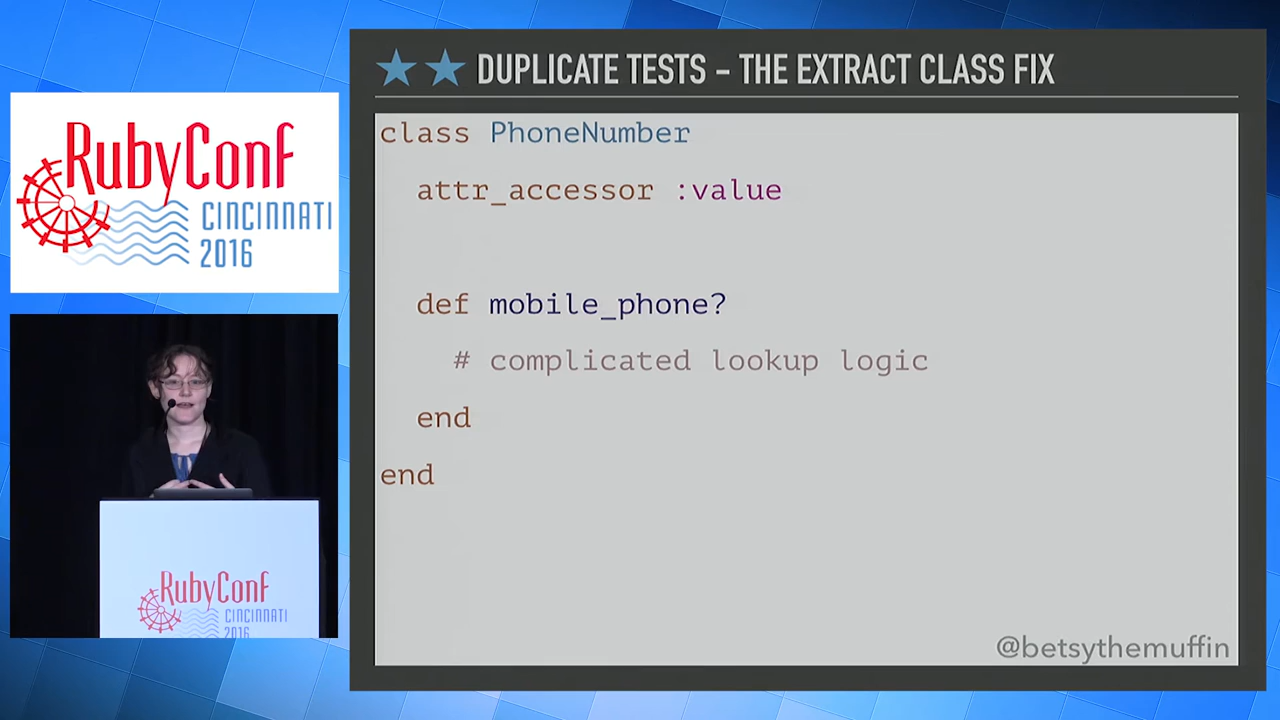 RubyConf
CINCINNATI
2016
RubyConf
CINCINNATI
2016
★★ DUPLICATE TESTS – THE EXTRACT CLASS FIX
class PhoneNumber
  attr_accessor :value
  def mobile_phone?
    # complicated lookup logic
  end
end
@betsythemuffin